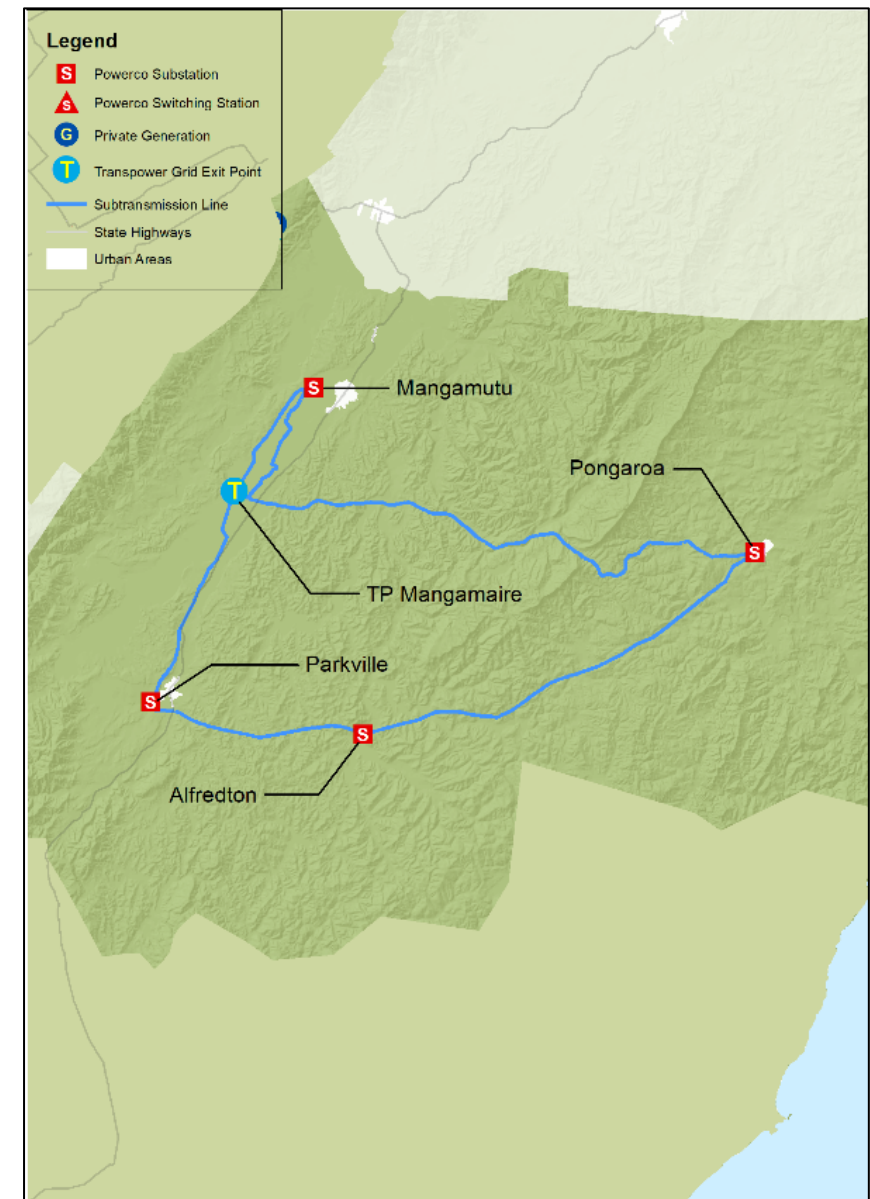 Legend
S Powerco Substation
S Powerco Switching Station
G Private Generation
T Transpower Grid Exit Point
Subtransmission Line
State Highways
Urban Areas
S Mangamutu
Pongaroa
T
S
TP Mangamaire
Parkville
S
S
Alfredton